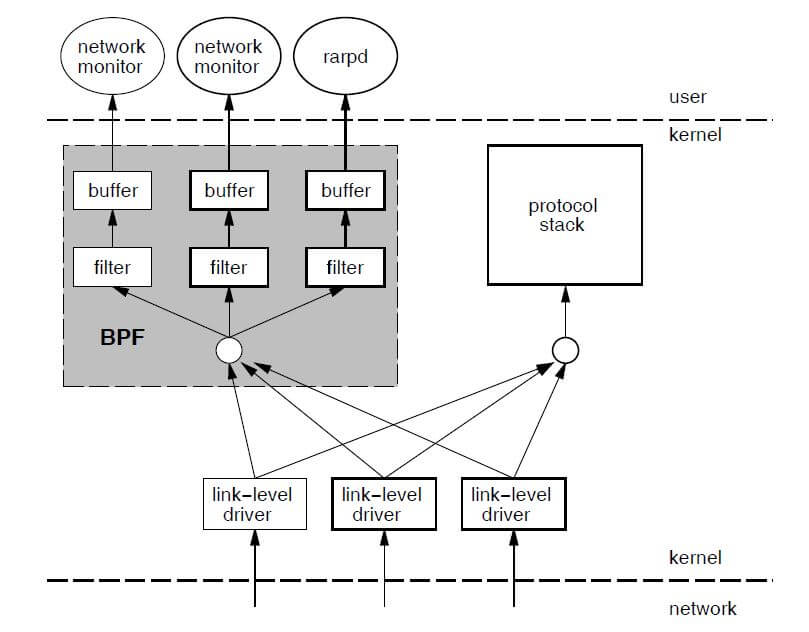 network
monitor
network
monitor
rarpd
user
kernel
buffer
buffer
buffer
protocol
stack
filter
filter
filter
BPF
link-level
driver
link-level
driver
link-level
driver
kernel
network